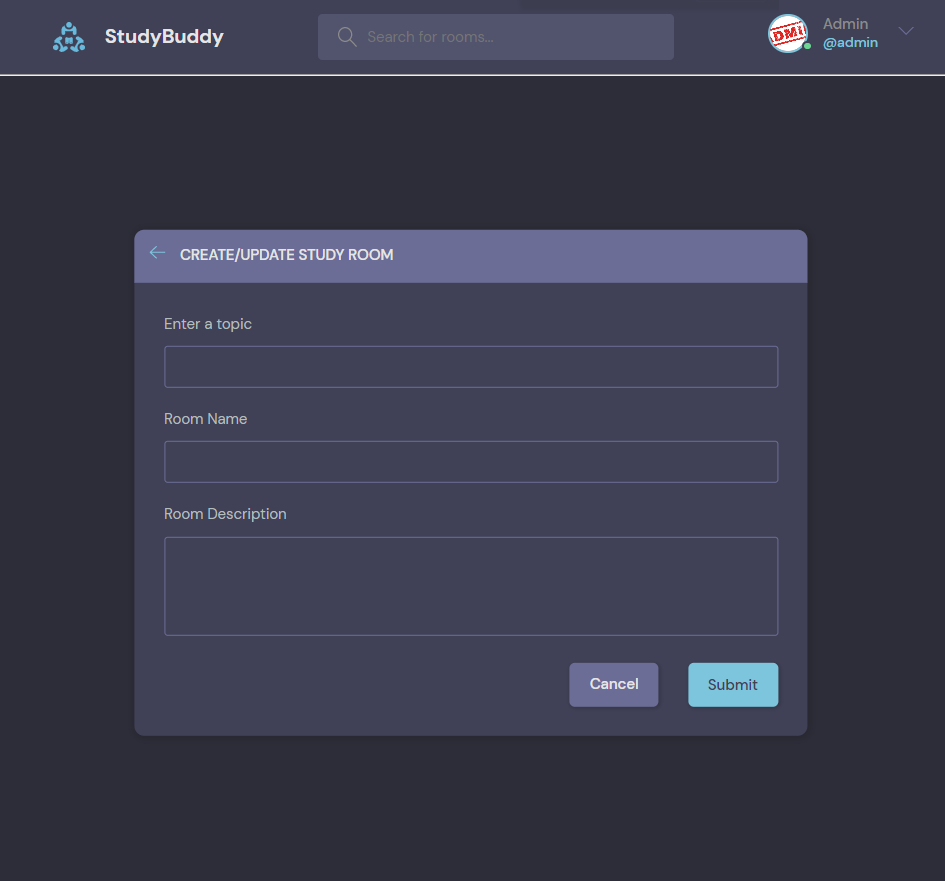 StudyBuddy
Search for rooms...
DMI
Admin
@admin
CREATE/UPDATE STUDY ROOM
Enter a topic
Room Name
Room Description
Cancel
Submit